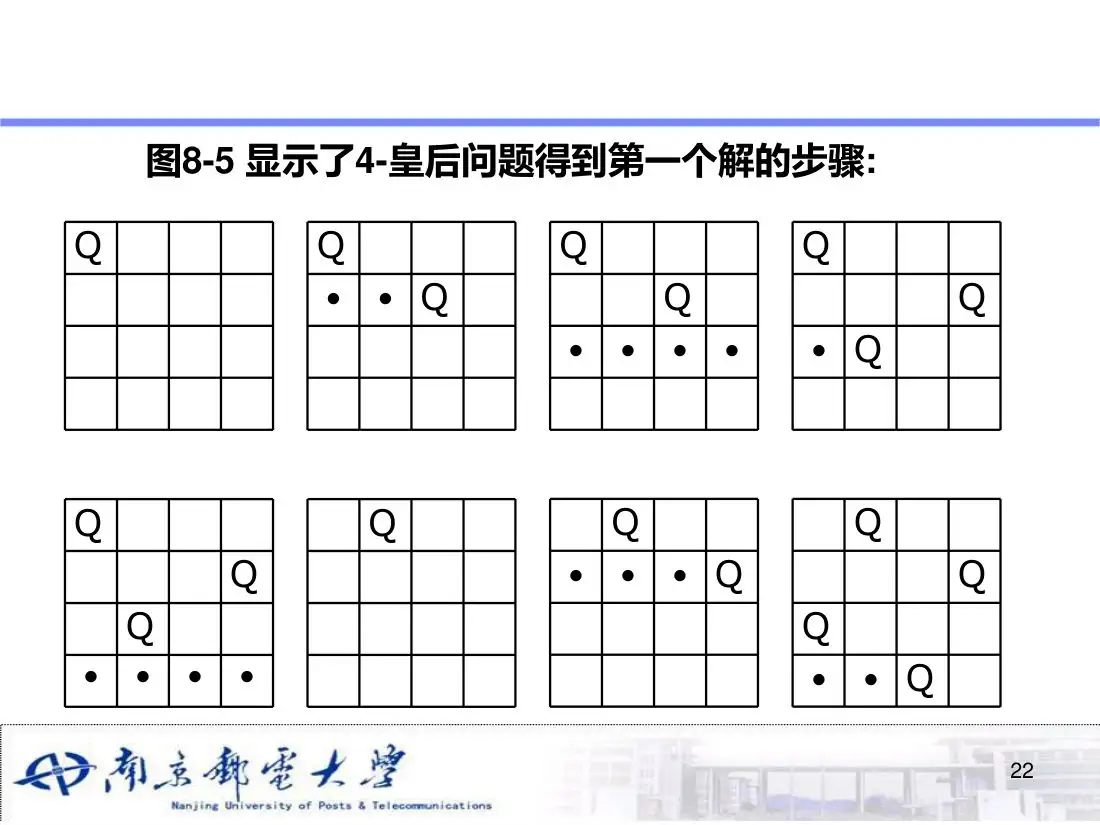 图8-5 显示了4-皇后问题得到第一个解的步骤:
Q Q Q Q
• • Q Q Q
• • • • • Q
Q Q Q Q
Q • • • Q Q
Q Q
• • • • • • Q
南京郵電大學
Nanjing University of Posts & Telecommunications
22